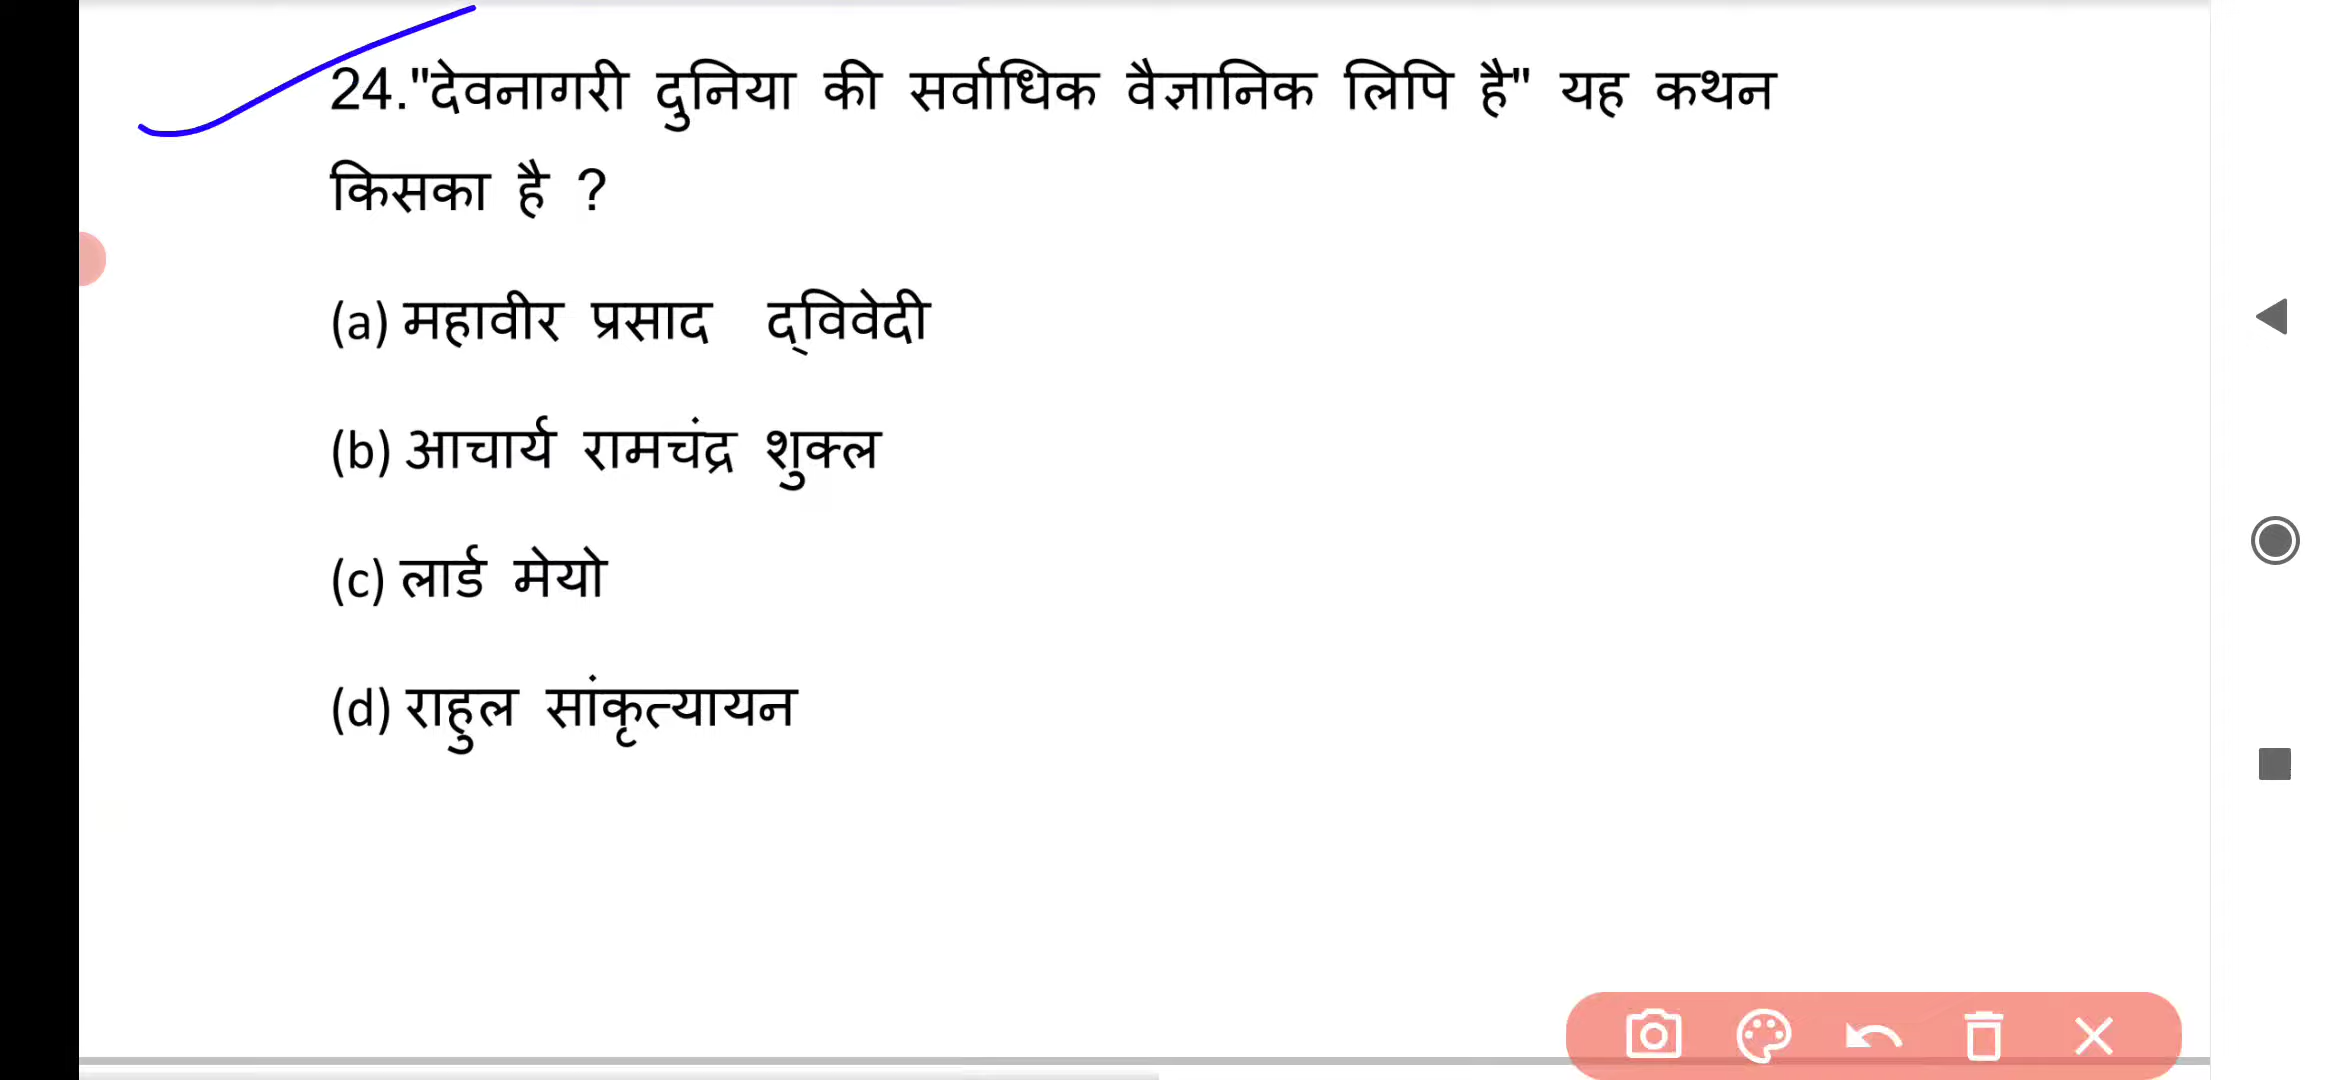 24."देवनागरी दुनिया की सर्वाधिक वैज्ञानिक लिपि है" यह कथन
किसका है ?
(a) महावीर प्रसाद द्विवेदी
(b) आचार्य रामचंद्र शुक्ल
(c) लार्ड मेयो
(d) राहुल सांकृत्यायन